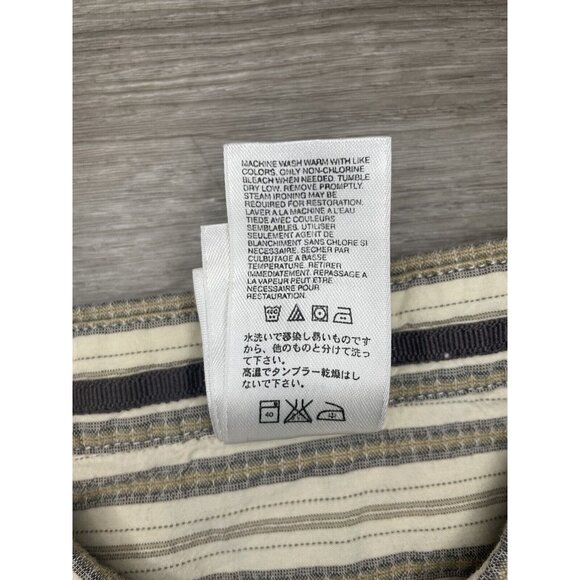 MACHINE WASH WARM WITH LIKE
COLORS. ONLY NON-CHLORINE
BLEACH WHEN NEEDED. TUMBLE
DRY LOW. REMOVE PROMPTLY.
STEAM IRONING MAY BE
REQUIRED FOR RESTORATION.
LAVER A LA MACHINE A L'EAU
TIEDE AVEC COULEURS
SEMBLABLES. UTILISER
SEULEMENT AGENT DE
BLANCHIMENT SANS CHLORE SI
NECESSAIRE. SECHER PAR
CULBUTAGE A BASSE
TEMPERATURE. RETIRER
IMMEDIATEMENT. REPASSAGE A
LA VAPEUR PEUT ETRE
NECESSAIRE POUR
RESTAURATION.
水洗いで移染し易いものです
から、他のものと分けて洗っ
て下さい。
高温でタンブラー乾燥はし
ないで下さい。
40